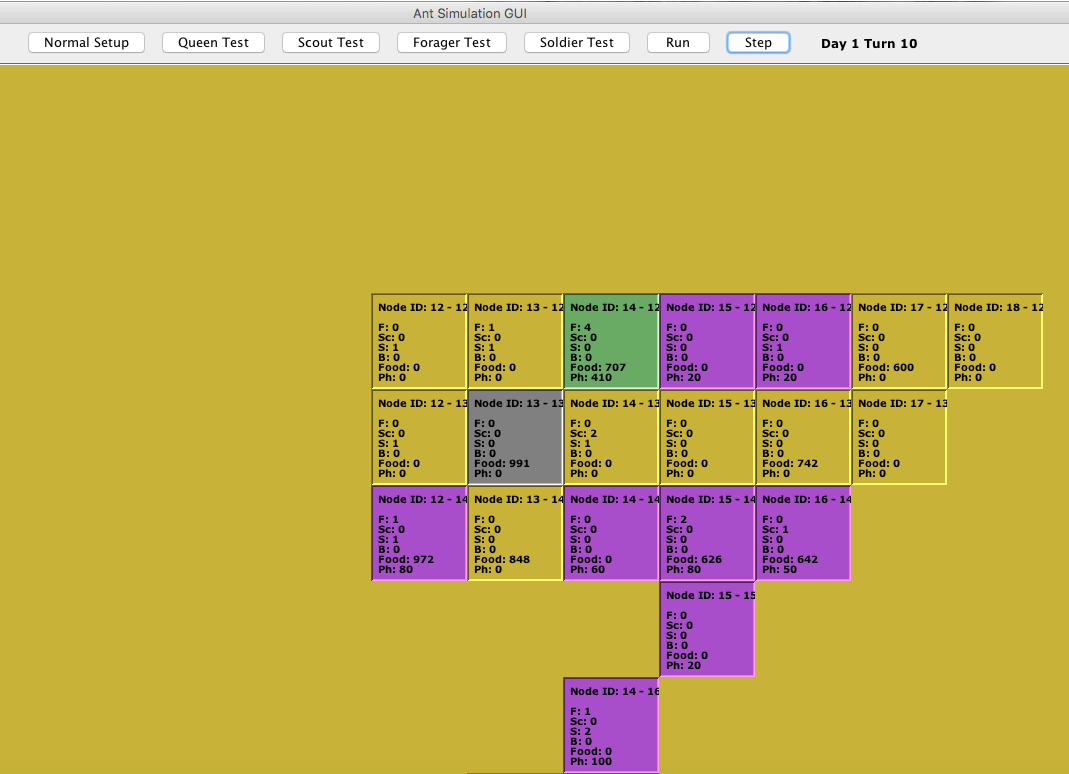 Ant Simulation GUI
Normal Setup Queen Test Scout Test Forager Test Soldier Test Run Step Day 1 Turn 10
Node ID: 12 - 12
F: 0
Sc: 0
S: 1
B: 0
Food: 0
Ph: 0
Node ID: 13 - 12
F: 1
Sc: 0
S: 1
B: 0
Food: 0
Ph: 0
Node ID: 14 - 12
F: 4
Sc: 0
S: 0
B: 0
Food: 707
Ph: 410
Node ID: 15 - 12
F: 0
Sc: 0
S: 0
B: 0
Food: 0
Ph: 20
Node ID: 16 - 12
F: 0
Sc: 0
S: 1
B: 0
Food: 0
Ph: 20
Node ID: 17 - 12
F: 0
Sc: 0
S: 0
B: 0
Food: 600
Ph: 0
Node ID: 18 - 12
F: 0
Sc: 0
S: 0
B: 0
Food: 0
Ph: 0
Node ID: 12 - 13
F: 0
Sc: 0
S: 1
B: 0
Food: 0
Ph: 0
Node ID: 13 - 13
F: 0
Sc: 0
S: 0
B: 0
Food: 991
Ph: 0
Node ID: 14 - 13
F: 0
Sc: 2
S: 1
B: 0
Food: 0
Ph: 0
Node ID: 15 - 13
F: 0
Sc: 0
S: 0
B: 0
Food: 0
Ph: 0
Node ID: 16 - 13
F: 0
Sc: 0
S: 0
B: 0
Food: 742
Ph: 0
Node ID: 17 - 13
F: 0
Sc: 0
S: 0
B: 0
Food: 0
Ph: 0
Node ID: 12 - 14
F: 1
Sc: 0
S: 1
B: 0
Food: 972
Ph: 80
Node ID: 13 - 14
F: 0
Sc: 0
S: 0
B: 0
Food: 848
Ph: 0
Node ID: 14 - 14
F: 0
Sc: 0
S: 0
B: 0
Food: 0
Ph: 60
Node ID: 15 - 14
F: 2
Sc: 0
S: 0
B: 0
Food: 626
Ph: 80
Node ID: 16 - 14
F: 0
Sc: 1
S: 0
B: 0
Food: 642
Ph: 50
Node ID: 15 - 15
F: 0
Sc: 0
S: 0
B: 0
Food: 0
Ph: 20
Node ID: 14 - 16
F: 1
Sc: 0
S: 2
B: 0
Food: 0
Ph: 100